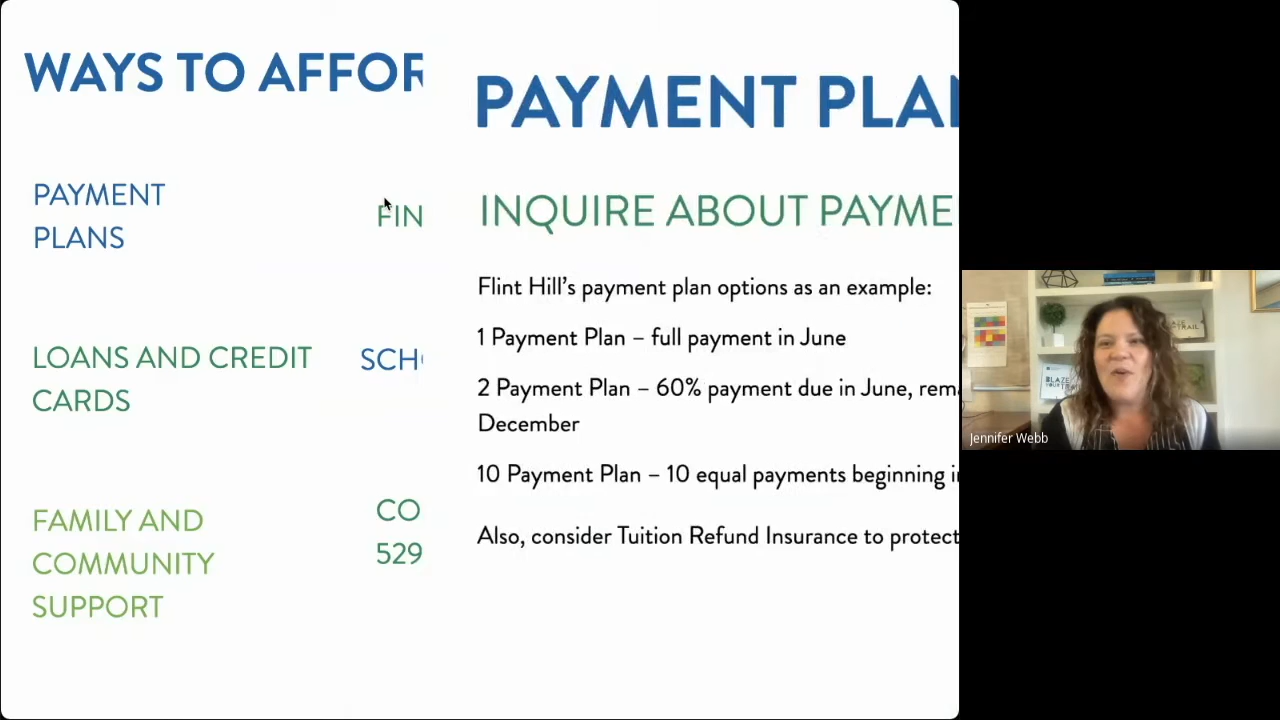 WAYS TO AFFOR
PAYMENT
PLANS
FIN
LOANS AND CREDIT
CARDS
SCH
FAMILY AND
COMMUNITY
SUPPORT
CO
529
PAYMENT PLAN
INQUIRE ABOUT PAYME
Flint Hill's payment plan options as an example:
1 Payment Plan – full payment in June
2 Payment Plan – 60% payment due in June, rema
December
10 Payment Plan – 10 equal payments beginning i
Also, consider Tuition Refund Insurance to protect
Jennifer Webb